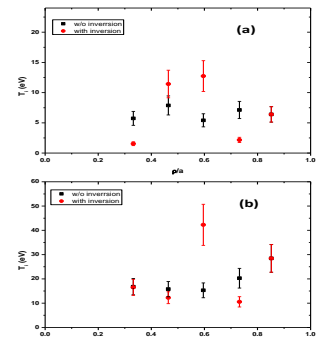 25
(a)
w/o inverrsion
with inversion
20
15
10
5
0
T_i (eV)
0.0 0.2 0.4 0.6 0.8 1.0
ρ/a
60
(b)
w/o inversion
with inversion
50
40
30
20
10
0
T_i (eV)
0.0 0.2 0.4 0.6 0.8 1.0